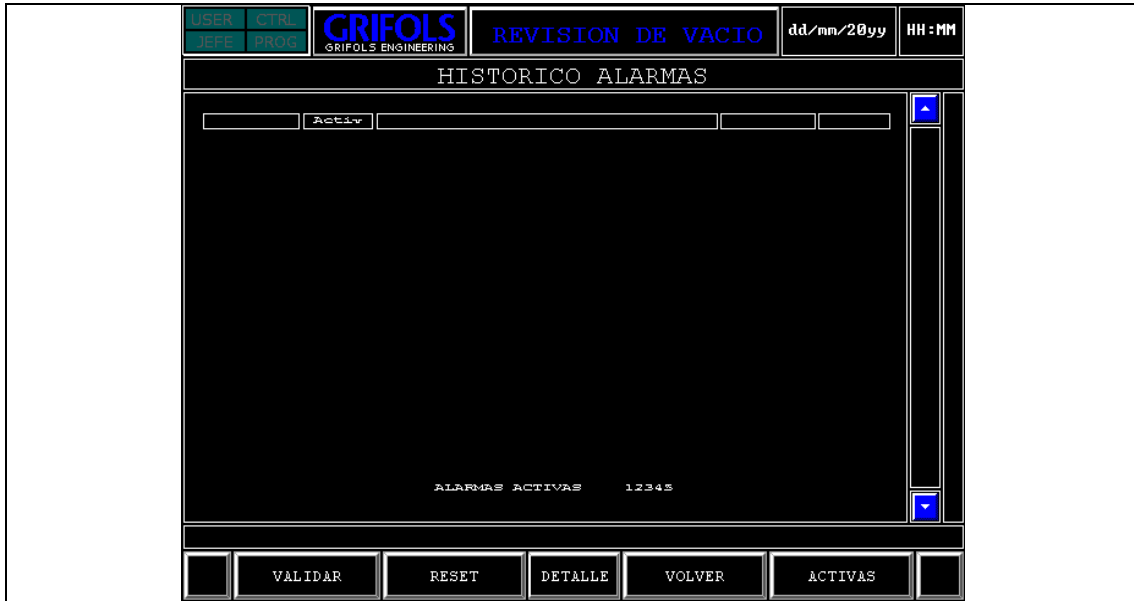 USER CTRL
JEFE PROG
GRIFOLS
GRIFOLS ENGINEERING
REVISION DE VACIO
dd/mm/20yy
HH:MM
HISTORICO ALARMAS
Activ
ALARMAS ACTIVAS 12345
VALIDAR RESET DETALLE VOLVER ACTIVAS